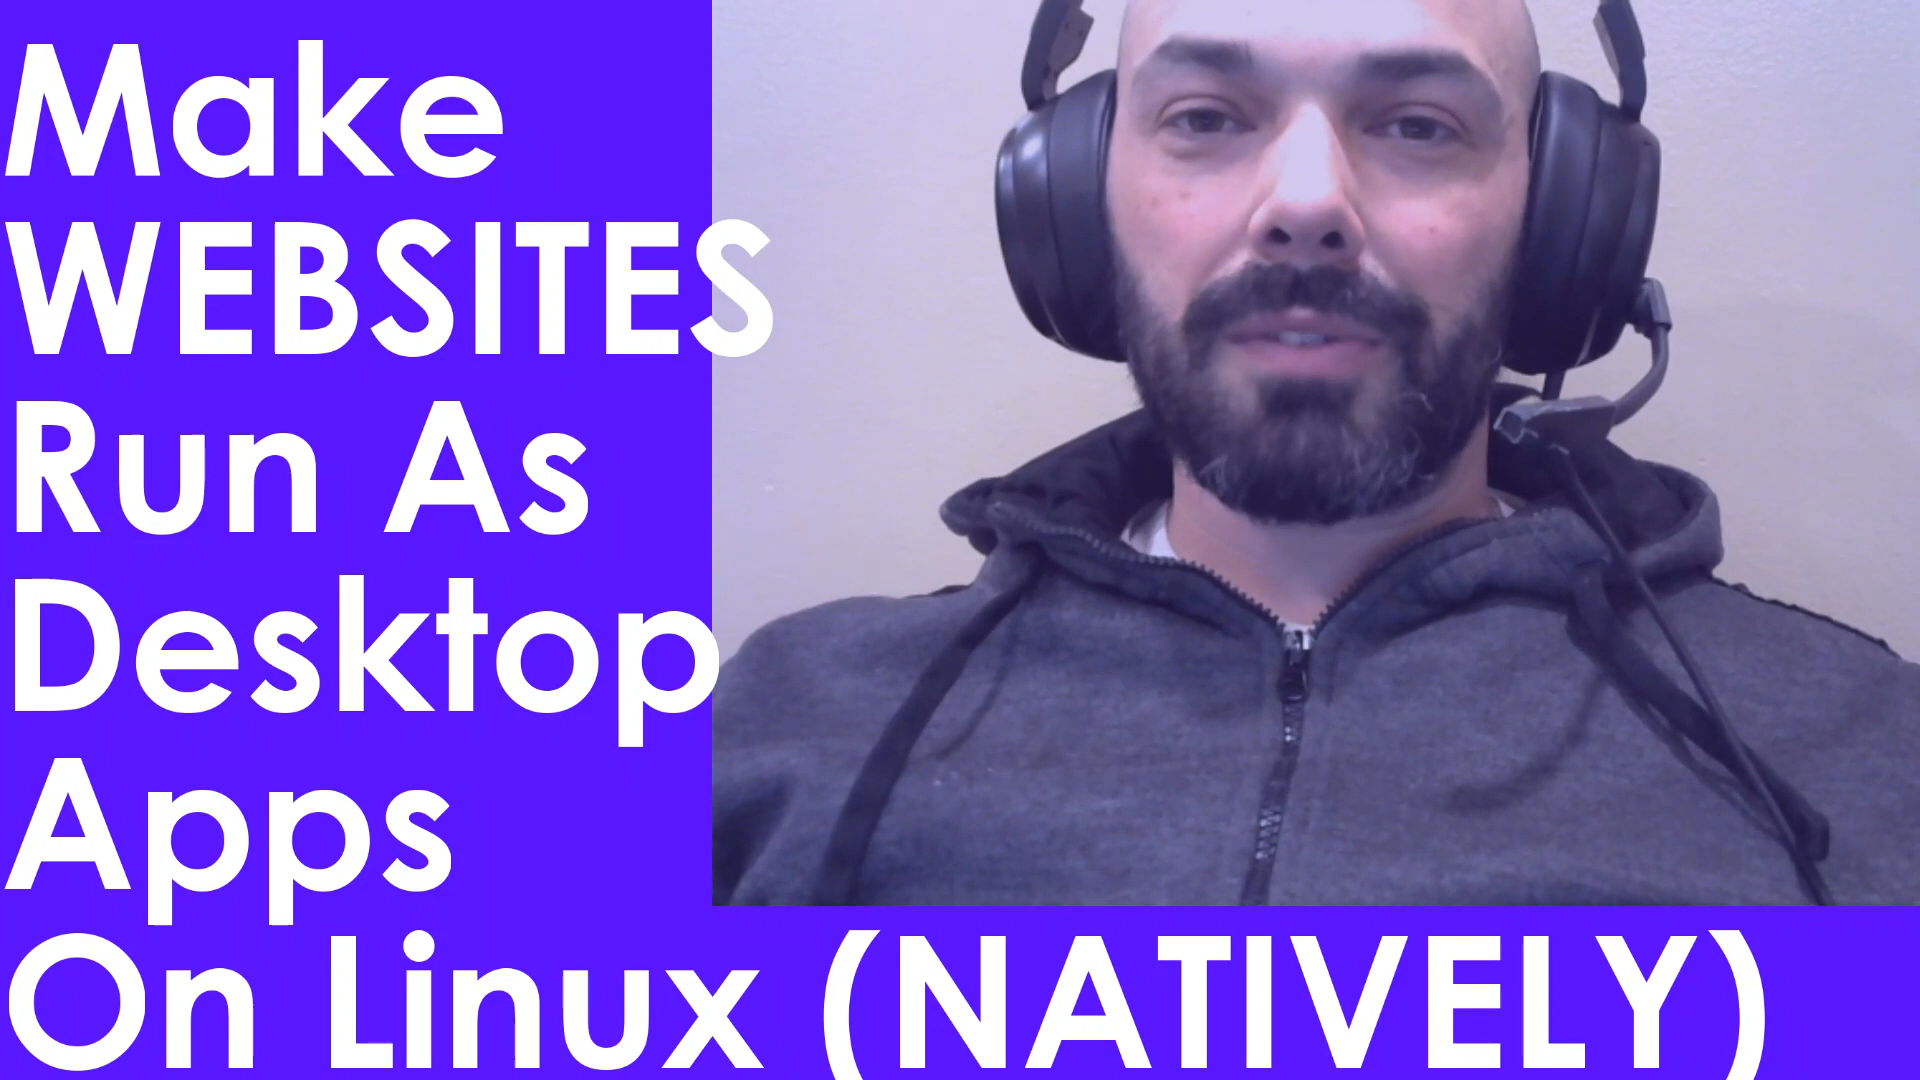 Make
WEBSITES
Run As
Desktop
Apps
On Linux (NATIVELY)